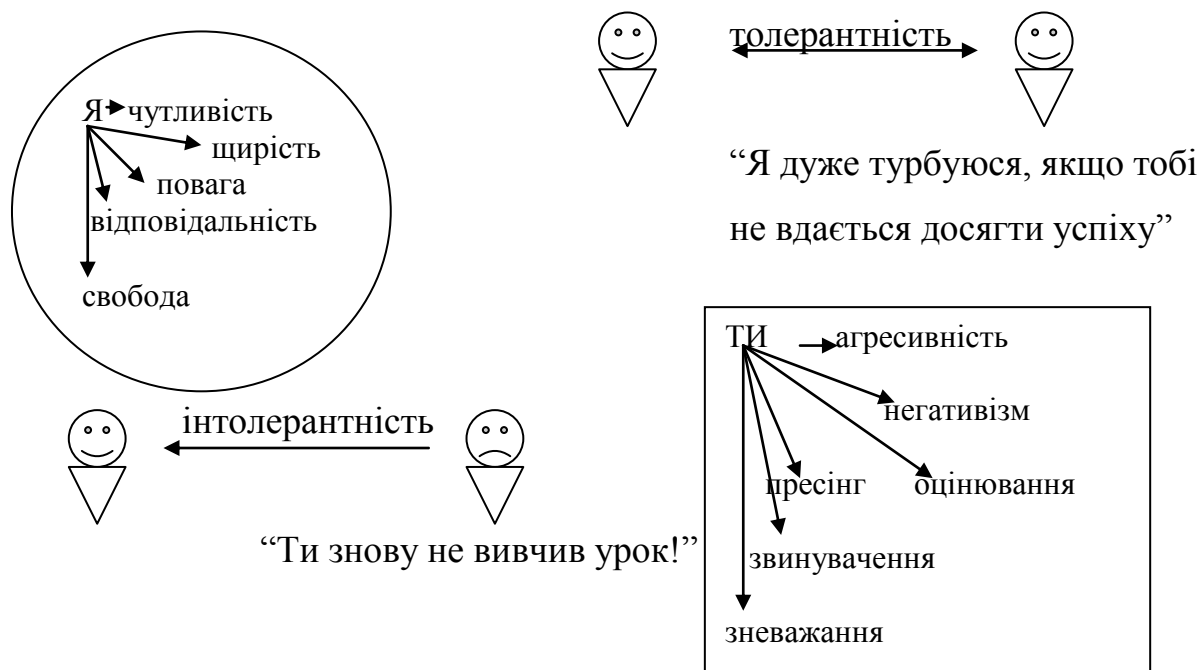 толерантність
Я чутливість
щирість
повага
відповідальність
свобода
“Я дуже турбуюся, якщо тобі
не вдається досягти успіху”
інтолерантність
“Ти знову не вивчив урок!”
ТИ агресивність
негативізм
пресінг оцінювання
звинувачення
зневажання